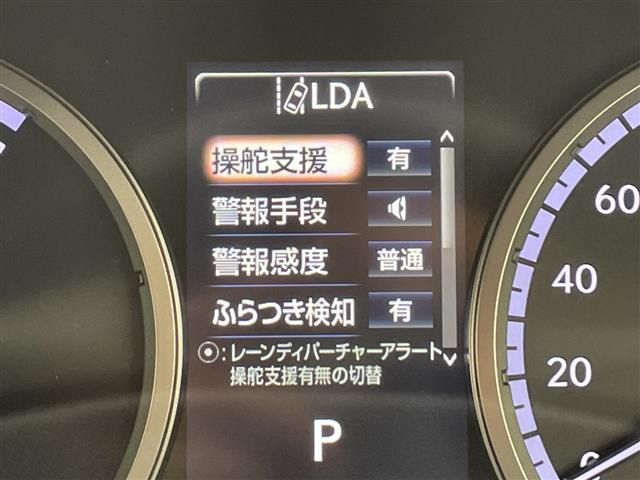 LDA
操舵支援 有
警報手段
警報感度 普通
ふらつき検知 有
⦿:レーンディパーチャーアラート
操舵支援有無の切替
P
60
40
20
0